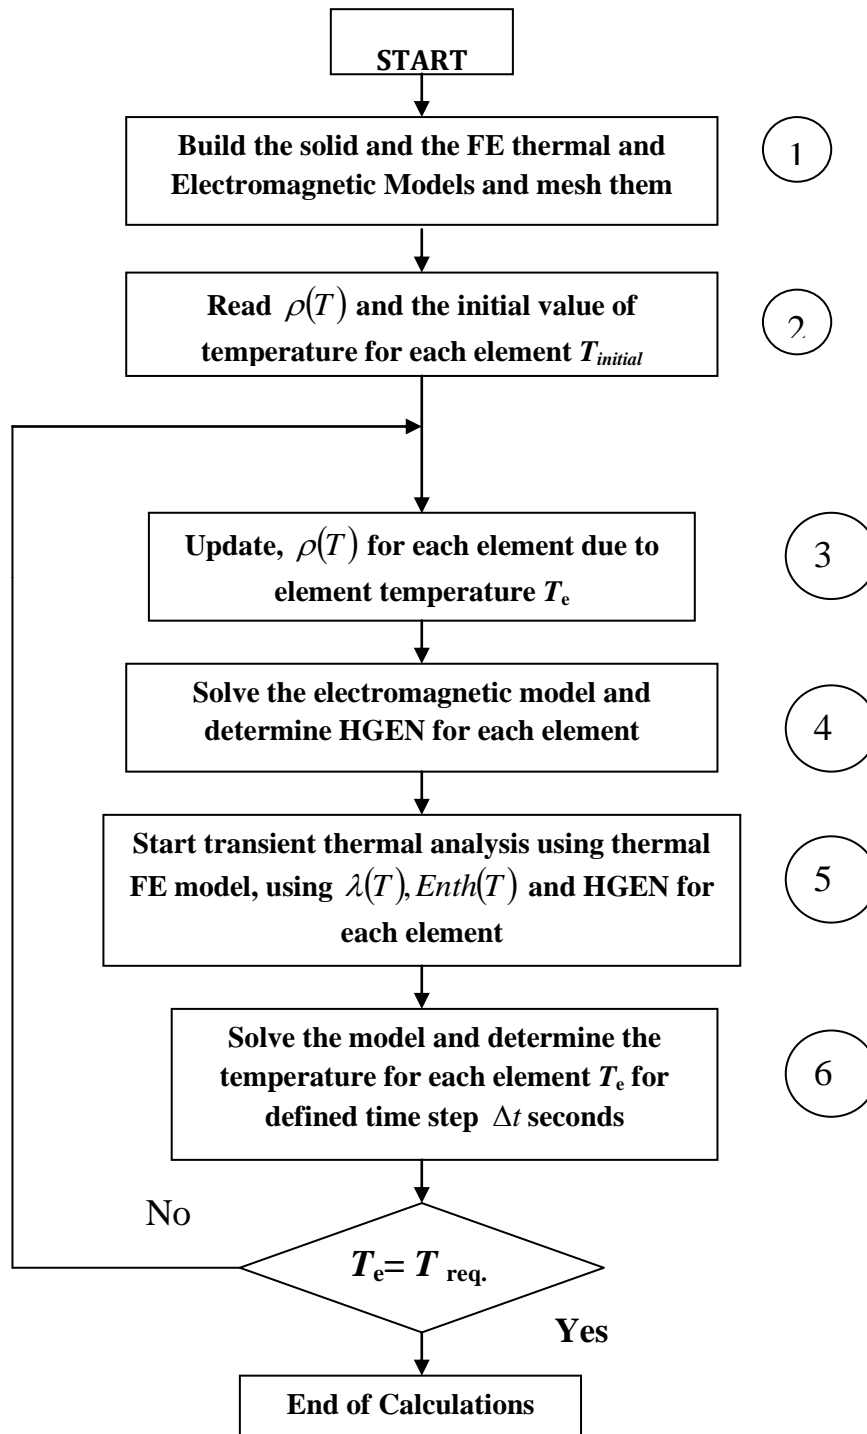 START
Build the solid and the FE thermal and
Electromagnetic Models and mesh them
1
Read ρ(T) and the initial value of
temperature for each element T_initial
2
Update, ρ(T) for each element due to
element temperature T_e
3
Solve the electromagnetic model and
determine HGEN for each element
4
Start transient thermal analysis using thermal
FE model, using λ(T), Enth(T) and HGEN for
each element
5
Solve the model and determine the
temperature for each element T_e for
defined time step Δt seconds
6
No
T_e= T_req.
Yes
End of Calculations